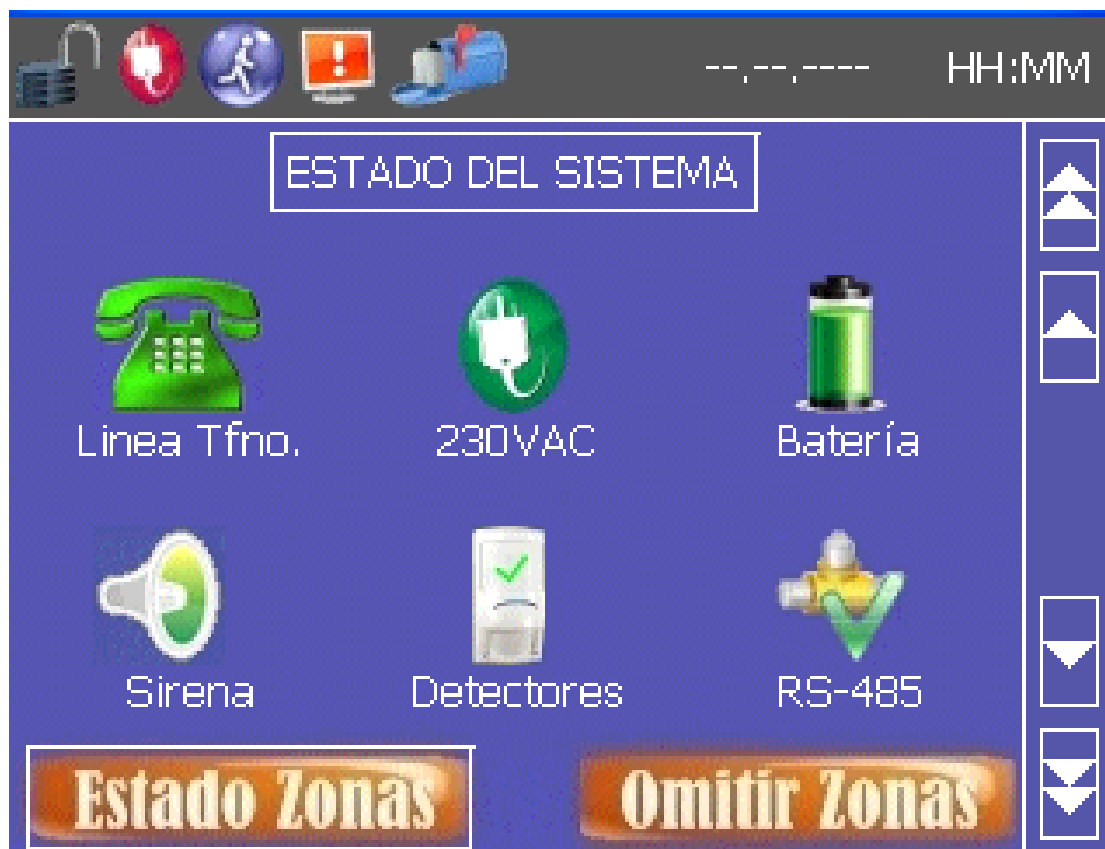 --.--.---- HH:MM
ESTADO DEL SISTEMA
Linea Tfno. 230VAC Batería
Sirena Detectores RS-485
Estado Zonas Omitir Zonas